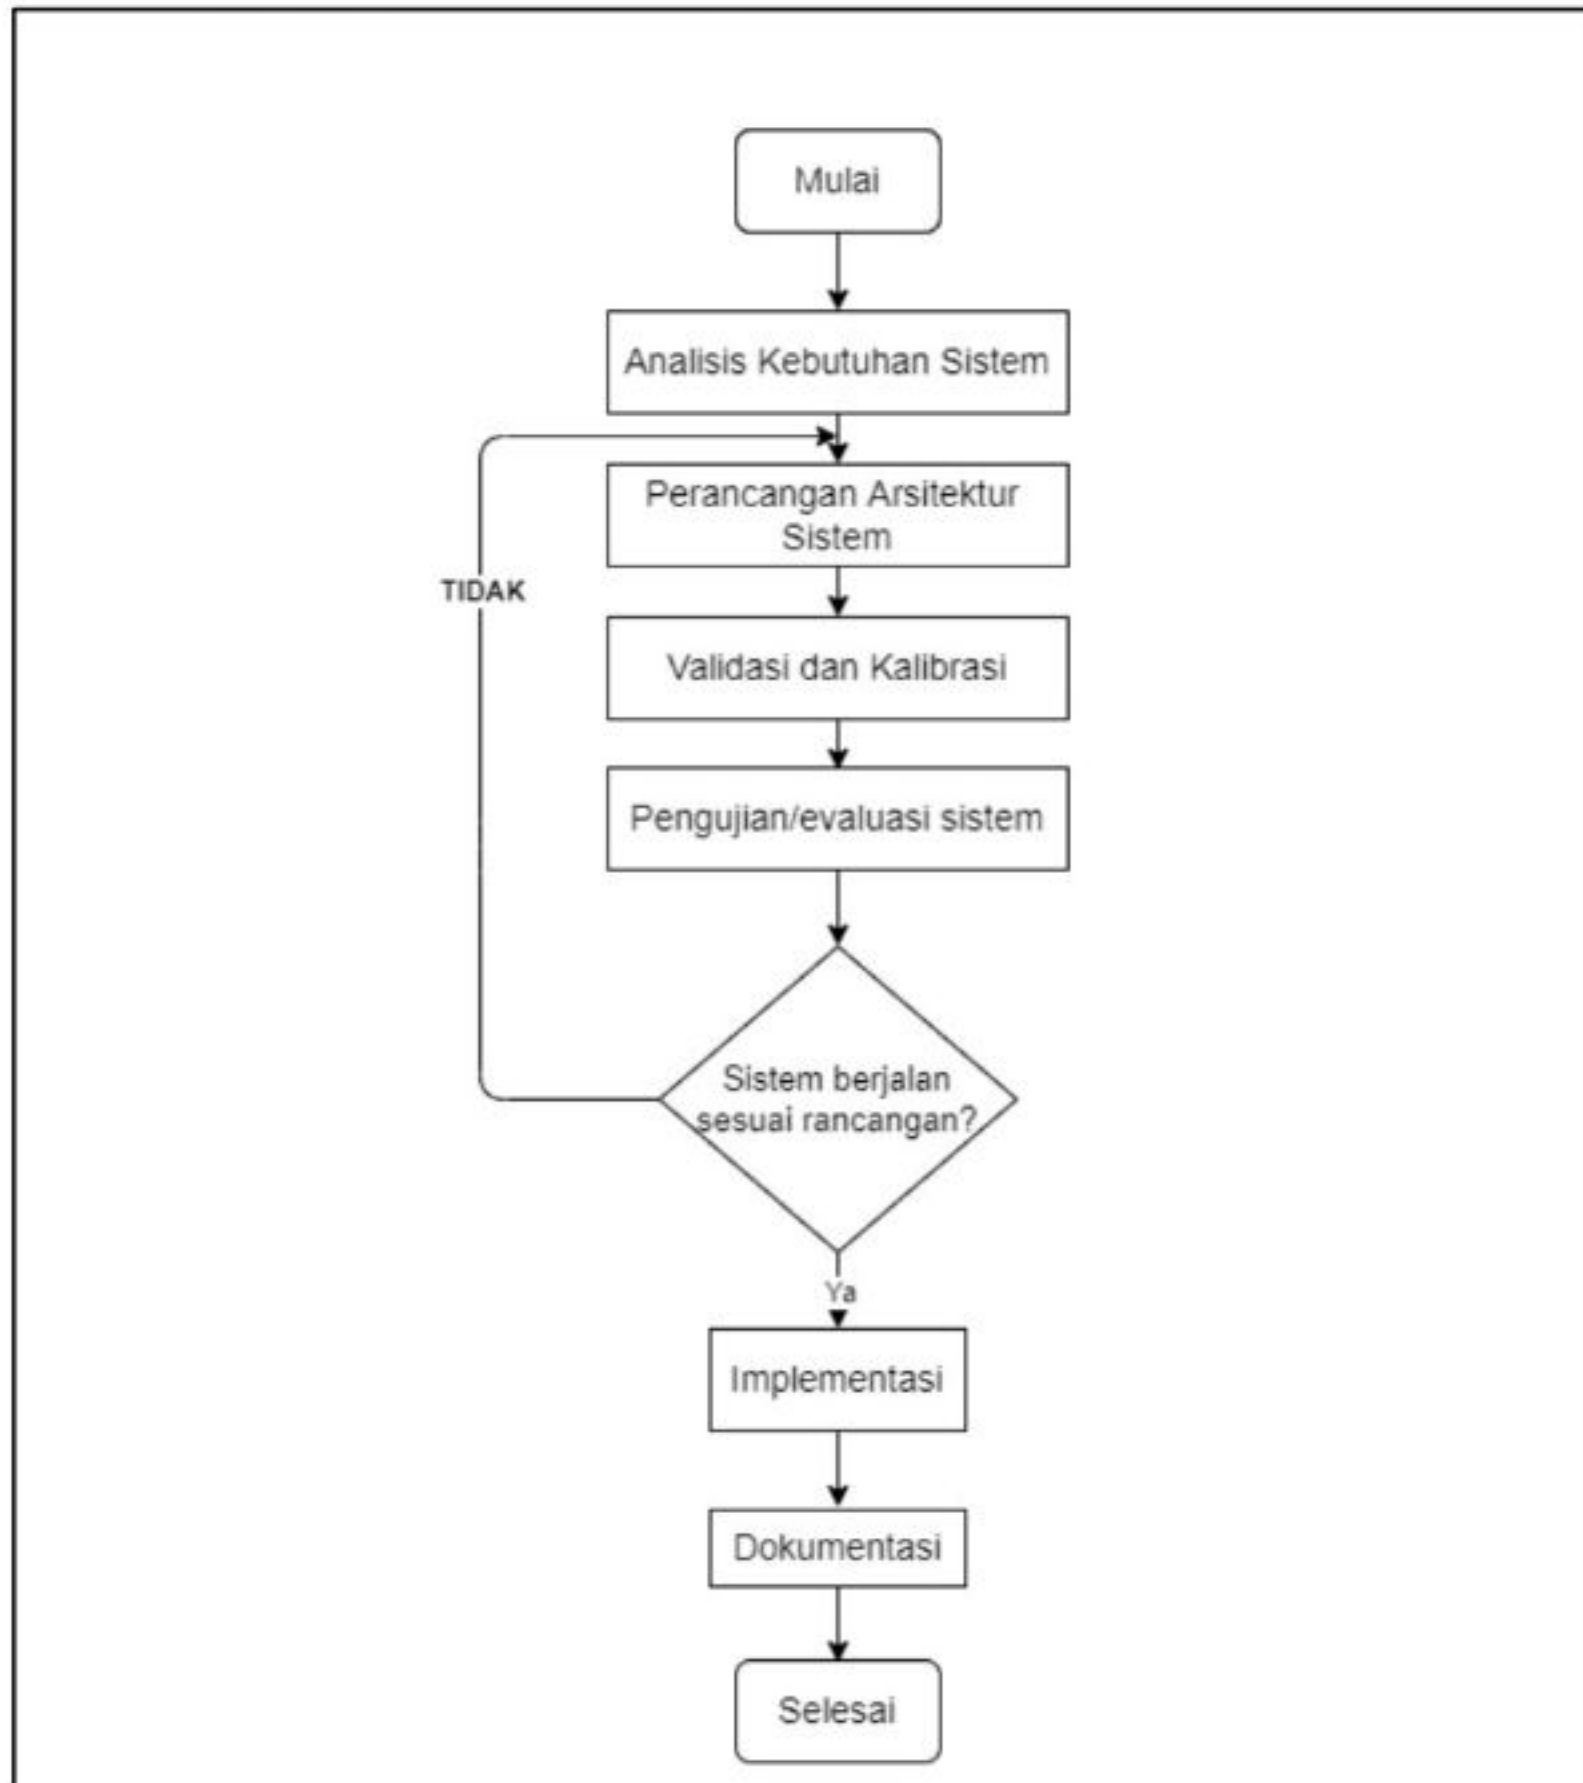 Mulai
Analisis Kebutuhan Sistem
Perancangan Arsitektur
Sistem
TIDAK
Validasi dan Kalibrasi
Pengujian/evaluasi sistem
Sistem berjalan
sesuai rancangan?
Ya
Implementasi
Dokumentasi
Selesai